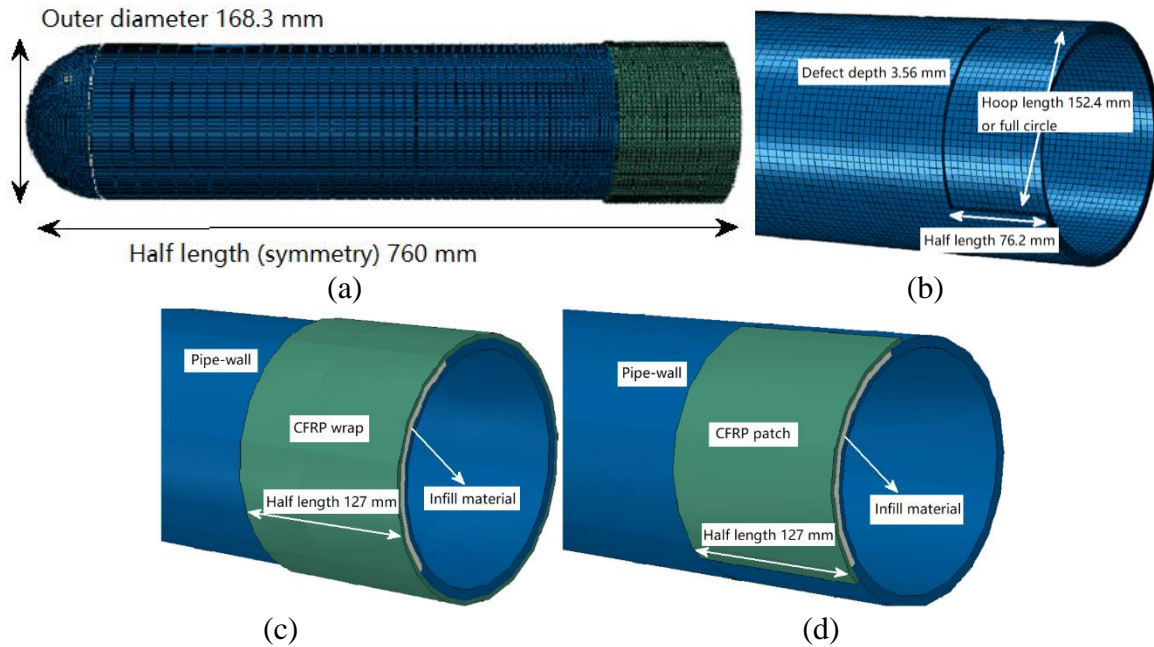 Outer diameter 168.3 mm
Half length (symmetry) 760 mm
(a)
Defect depth 3.56 mm
Hoop length 152.4 mm
or full circle
Half length 76.2 mm
(b)
Pipe-wall
CFRP wrap
Half length 127 mm
Infill material
(c)
Pipe-wall
CFRP patch
Half length 127 mm
Infill material
(d)